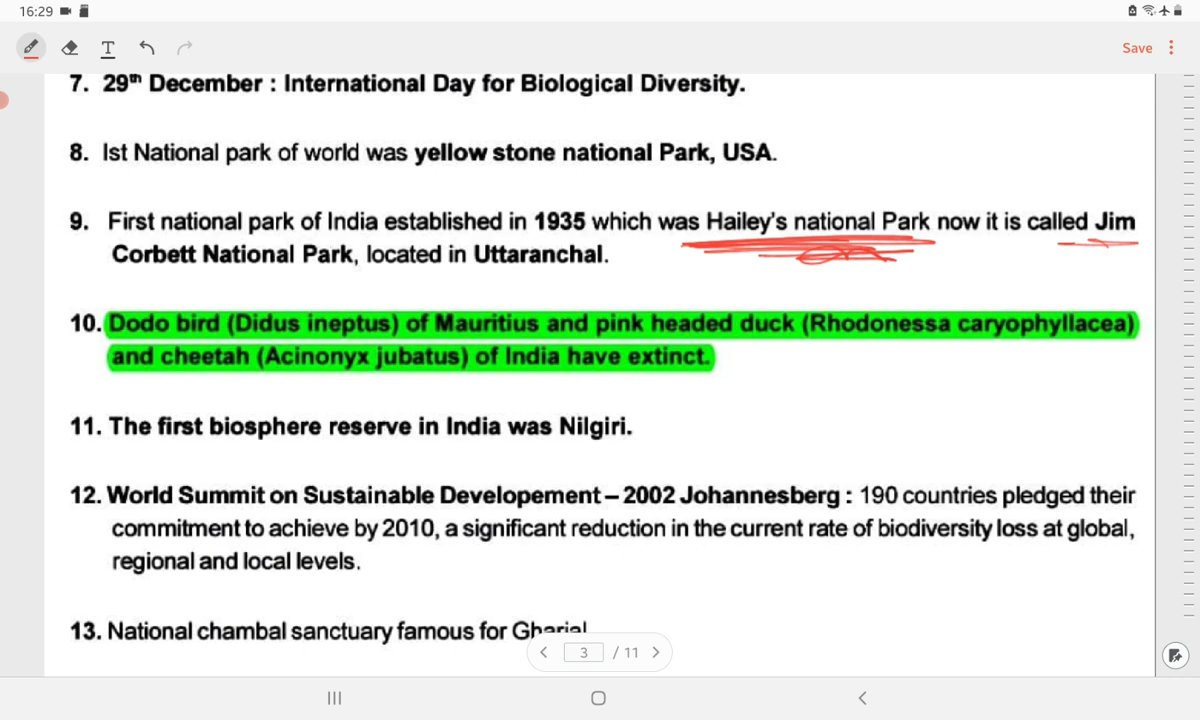 16:29
T
Save
7. 29th December : International Day for Biological Diversity.
8. Ist National park of world was yellow stone national Park, USA.
9. First national park of India established in 1935 which was Hailey's national Park now it is called Jim
Corbett National Park, located in Uttaranchal.
10. Dodo bird (Didus ineptus) of Mauritius and pink headed duck (Rhodonessa caryophyllacea)
and cheetah (Acinonyx jubatus) of India have extinct.
11. The first biosphere reserve in India was Nilgiri.
12. World Summit on Sustainable Developement – 2002 Johannesberg : 190 countries pledged their
commitment to achieve by 2010, a significant reduction in the current rate of biodiversity loss at global,
regional and local levels.
13. National chambal sanctuary famous for Gharial
3 / 11